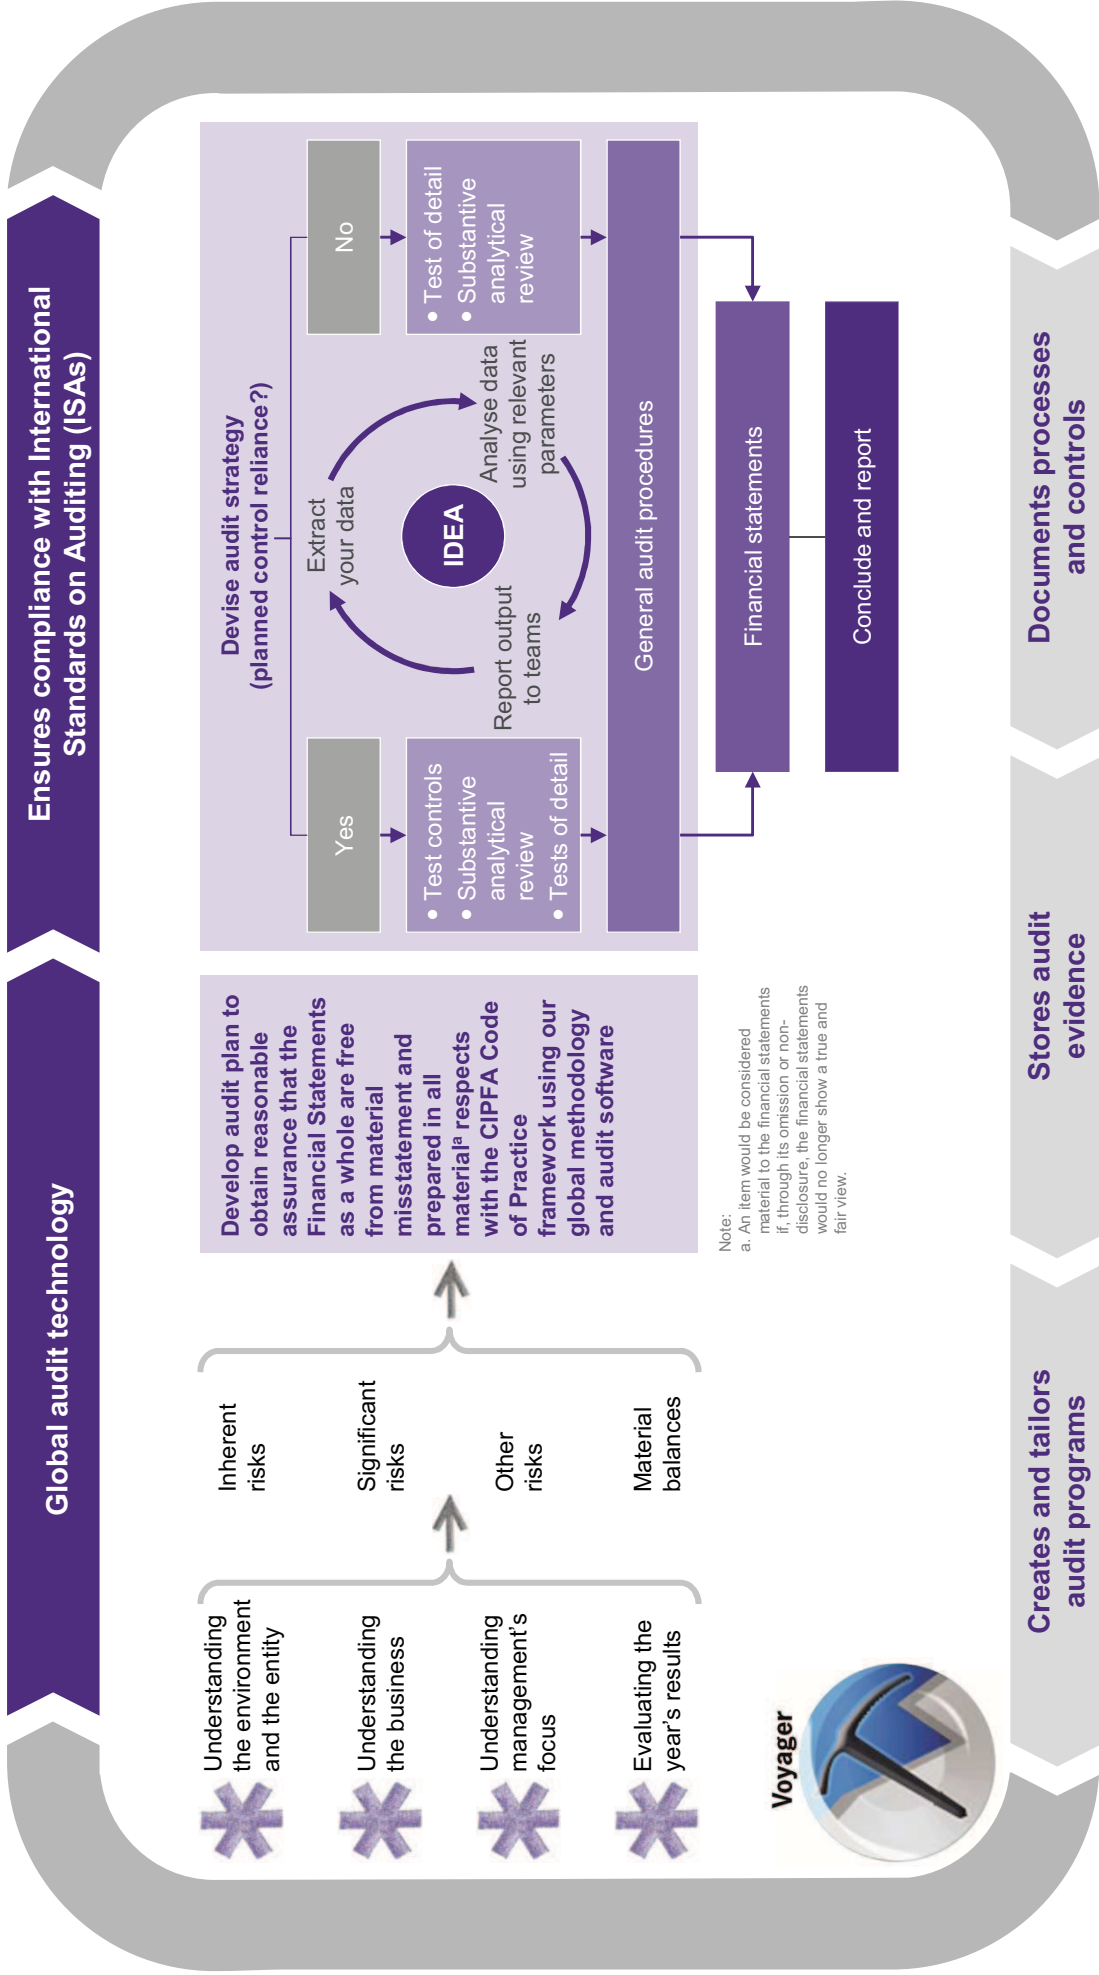 Global audit technology
Ensures compliance with International
Standards on Auditing (ISAs)
Understanding
the environment
and the entity
Understanding
the business
Understanding
management's
focus
Evaluating the
year's results
Inherent
risks
Significant
risks
Other
risks
Material
balances
Develop audit plan to
obtain reasonable
assurance that the
Financial Statements
as a whole are free
from material
misstatement and
prepared in all
materialª respects
with the CIPFA Code
of Practice
framework using our
global methodology
and audit software
Note:
a. An item would be considered
material to the financial statements
if, through its omission or non-
disclosure, the financial statements
would no longer show a true and
fair view.
Devise audit strategy
(planned control reliance?)
Yes
No
• Test controls
• Substantive
analytical
review
• Tests of detail
Extract
your data
IDEA
Analyse data
using relevant
parameters
Report output
to teams
• Test of detail
• Substantive
analytical
review
General audit procedures
Financial statements
Conclude and report
Voyager
Creates and tailors
audit programs
Stores audit
evidence
Documents processes
and controls